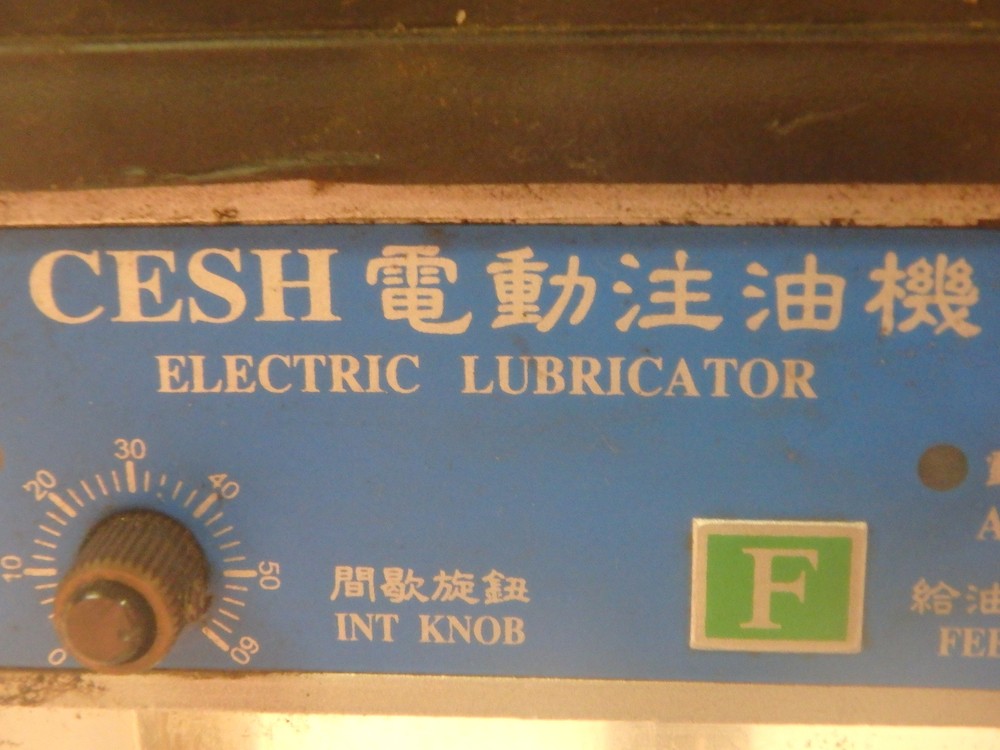 CESH 電動注油機
ELECTRIC LUBRICATOR
0 10 20 30 40 50 60
間歇旋鈕
INT KNOB
F
給油